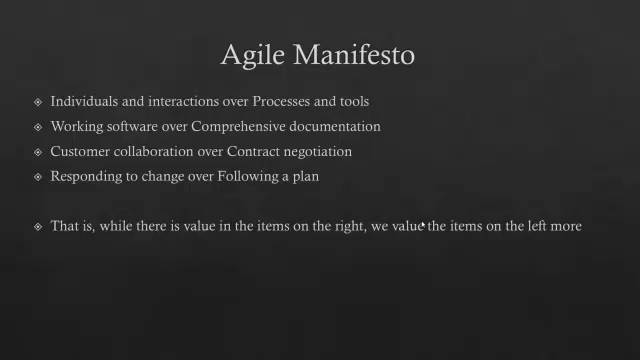 Agile Manifesto
Individuals and interactions over Processes and tools
Working software over Comprehensive documentation
Customer collaboration over Contract negotiation
Responding to change over Following a plan
That is, while there is value in the items on the right, we value the items on the left more